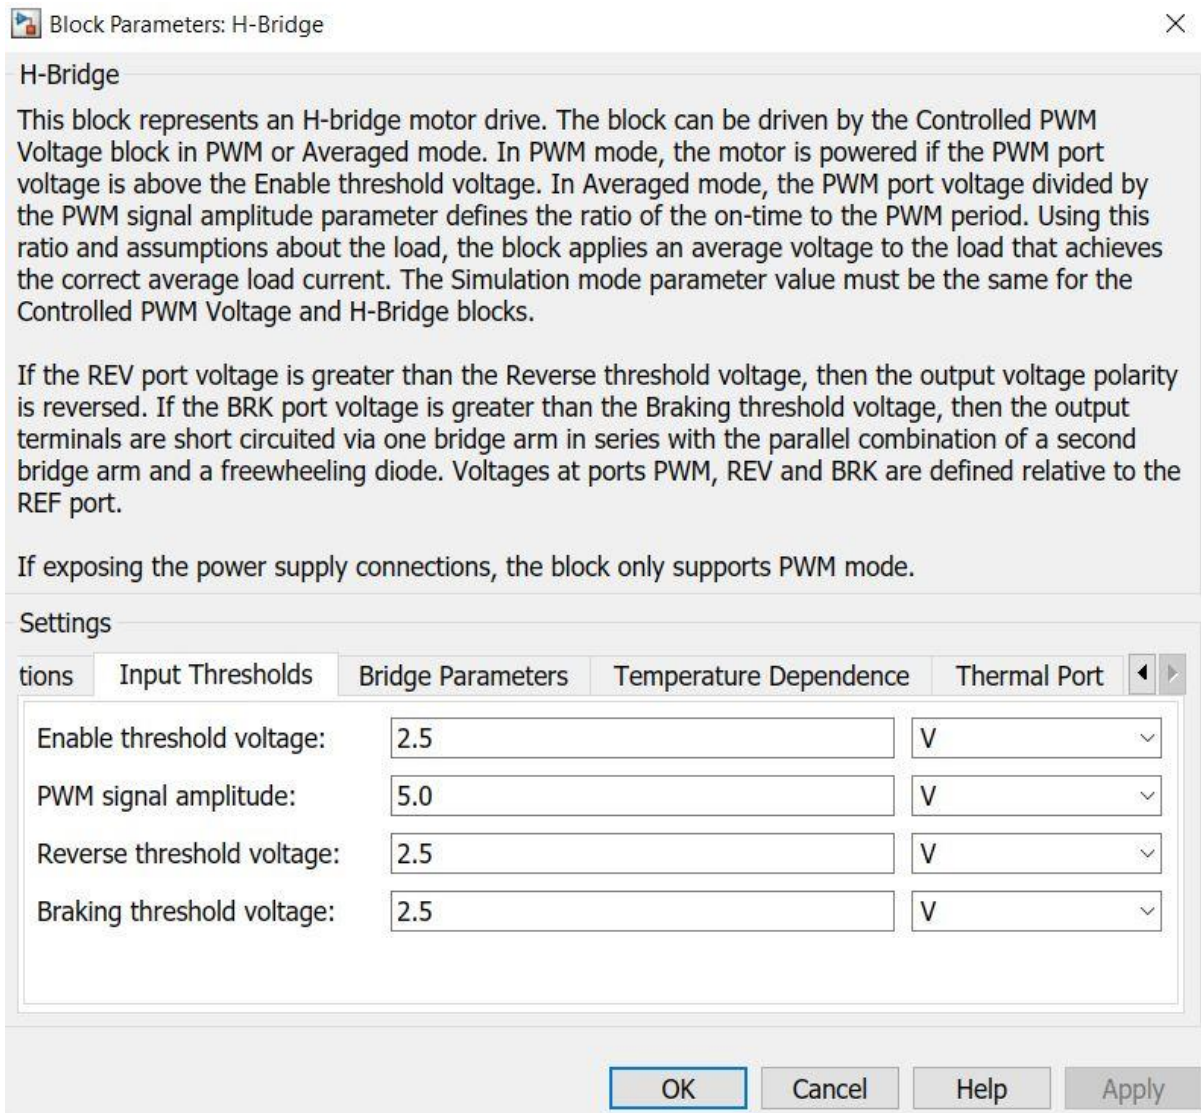 Block Parameters: H-Bridge
H-Bridge
This block represents an H-bridge motor drive. The block can be driven by the Controlled PWM
Voltage block in PWM or Averaged mode. In PWM mode, the motor is powered if the PWM port
voltage is above the Enable threshold voltage. In Averaged mode, the PWM port voltage divided by
the PWM signal amplitude parameter defines the ratio of the on-time to the PWM period. Using this
ratio and assumptions about the load, the block applies an average voltage to the load that achieves
the correct average load current. The Simulation mode parameter value must be the same for the
Controlled PWM Voltage and H-Bridge blocks.
If the REV port voltage is greater than the Reverse threshold voltage, then the output voltage polarity
is reversed. If the BRK port voltage is greater than the Braking threshold voltage, then the output
terminals are short circuited via one bridge arm in series with the parallel combination of a second
bridge arm and a freewheeling diode. Voltages at ports PWM, REV and BRK are defined relative to the
REF port.
If exposing the power supply connections, the block only supports PWM mode.
Settings
tions Input Thresholds Bridge Parameters Temperature Dependence Thermal Port
Enable threshold voltage: 2.5 V
PWM signal amplitude: 5.0 V
Reverse threshold voltage: 2.5 V
Braking threshold voltage: 2.5 V
OK Cancel Help Apply